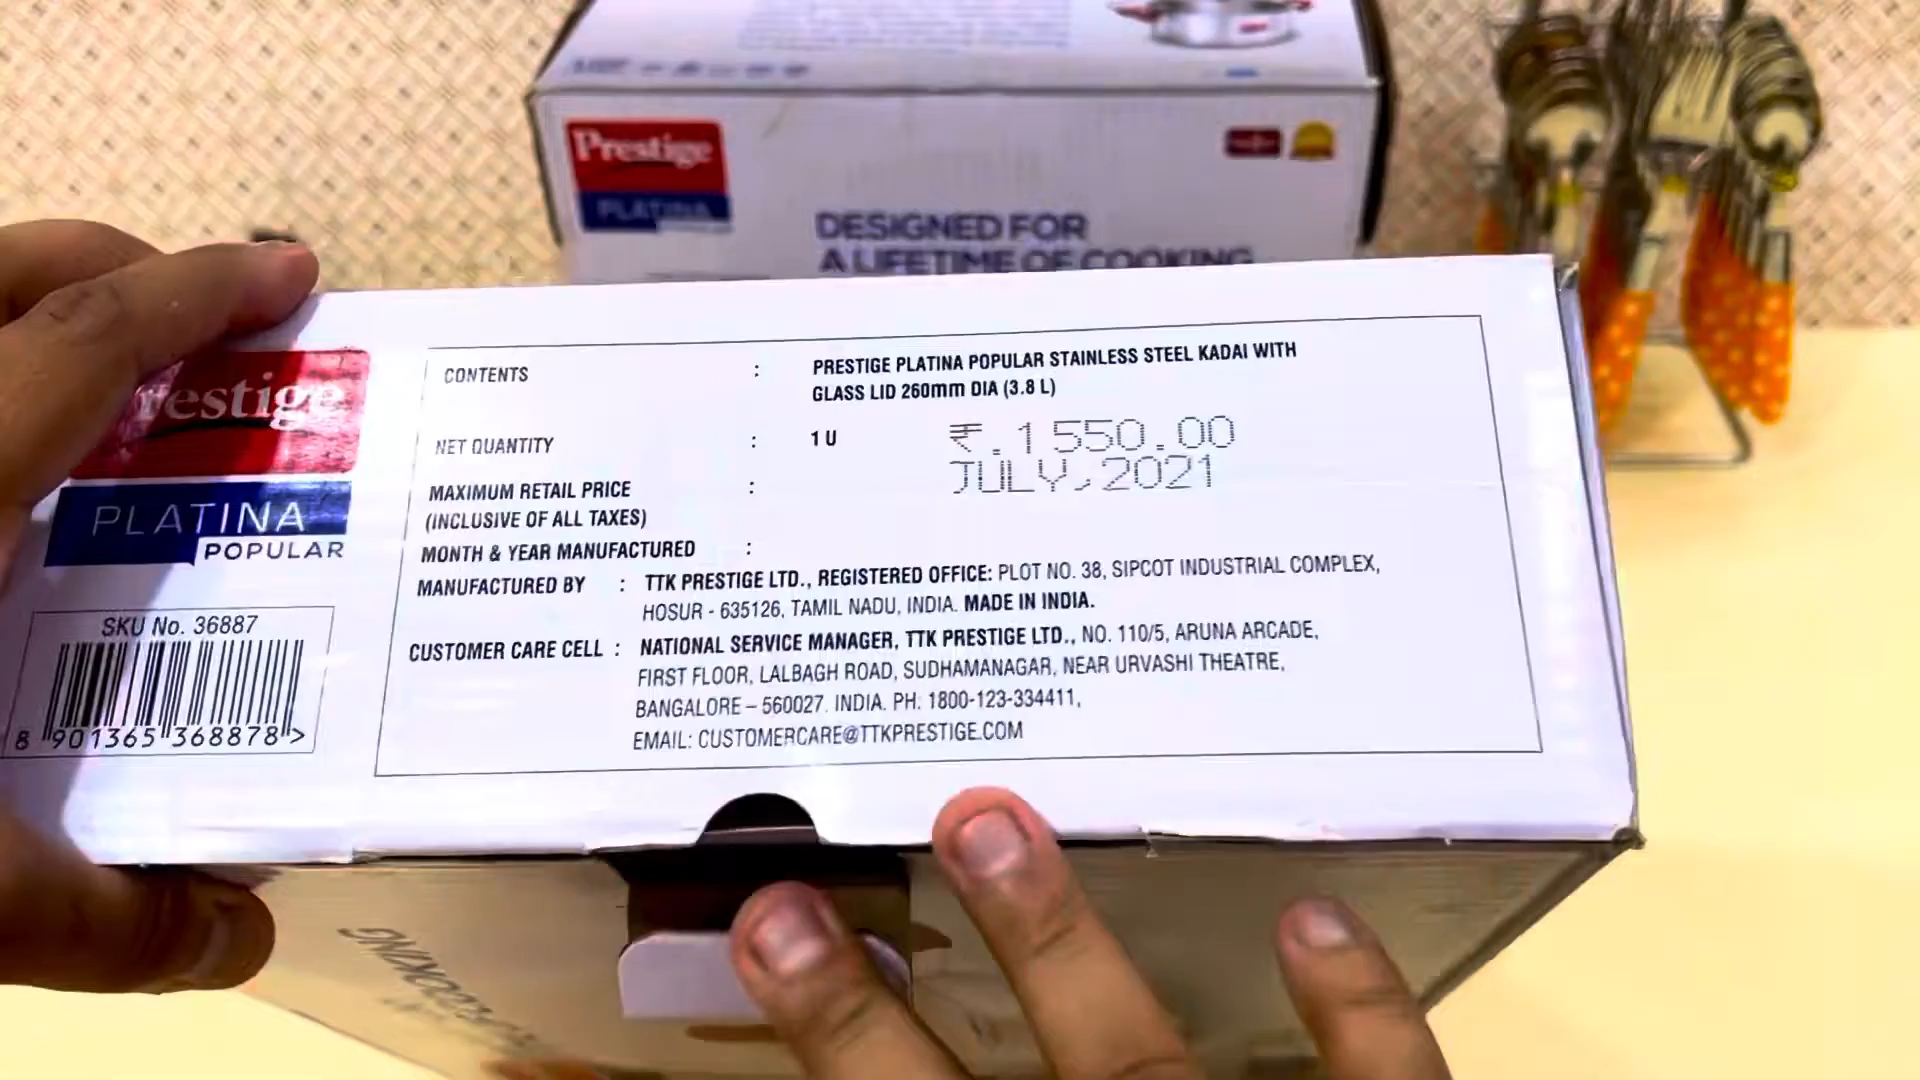 Prestige
PLATINA
DESIGNED FOR
A LIFETIME OF COOKING
Prestige
PLATINA
POPULAR
SKU No. 36887
8 901365 368878 >
CONTENTS : PRESTIGE PLATINA POPULAR STAINLESS STEEL KADAI WITH
GLASS LID 260mm DIA (3.8 L)
NET QUANTITY : 1 U
₹.1550.00
JULY,2021
MAXIMUM RETAIL PRICE :
(INCLUSIVE OF ALL TAXES)
MONTH & YEAR MANUFACTURED :
MANUFACTURED BY : TTK PRESTIGE LTD., REGISTERED OFFICE: PLOT NO. 38, SIPCOT INDUSTRIAL COMPLEX,
HOSUR - 635126, TAMIL NADU, INDIA. MADE IN INDIA.
CUSTOMER CARE CELL : NATIONAL SERVICE MANAGER, TTK PRESTIGE LTD., NO. 110/5, ARUNA ARCADE,
FIRST FLOOR, LALBAGH ROAD, SUDHAMANAGAR, NEAR URVASHI THEATRE,
BANGALORE – 560027. INDIA. PH: 1800-123-334411,
EMAIL: CUSTOMERCARE@TTKPRESTIGE.COM
COOKING